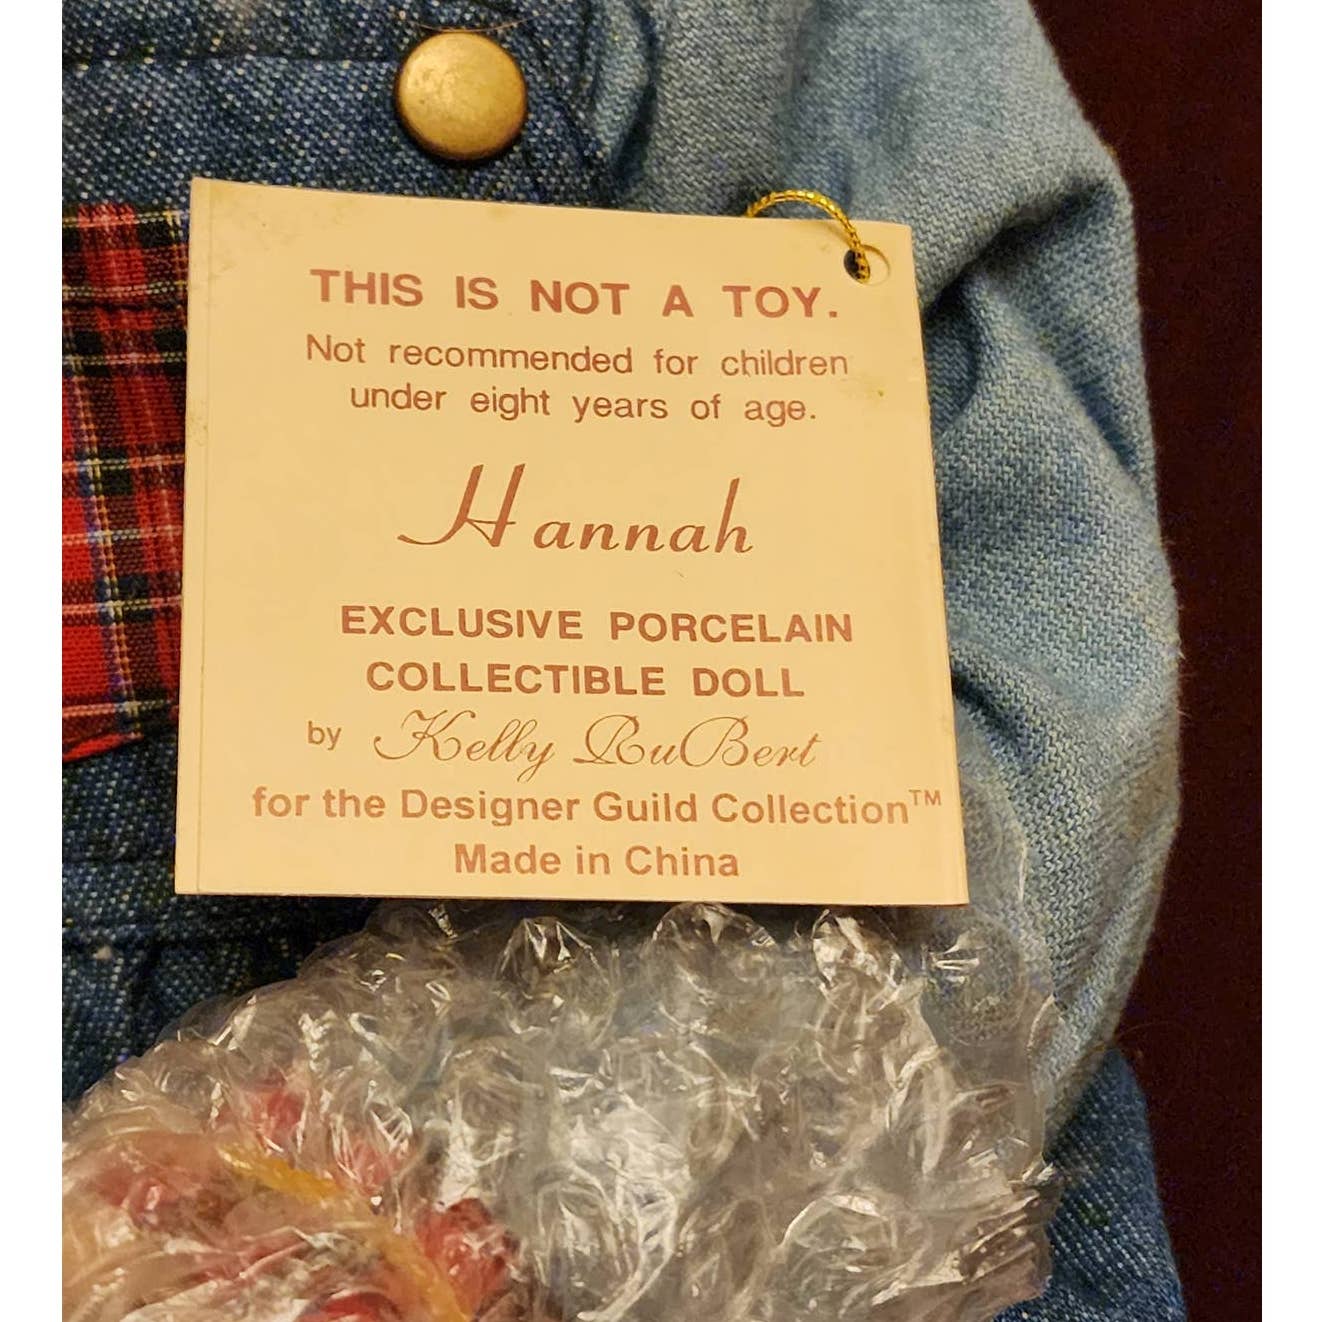 THIS IS NOT A TOY.
Not recommended for children
under eight years of age.
Hannah
EXCLUSIVE PORCELAIN
COLLECTIBLE DOLL
by Kelly RuBert
for the Designer Guild Collection™
Made in China